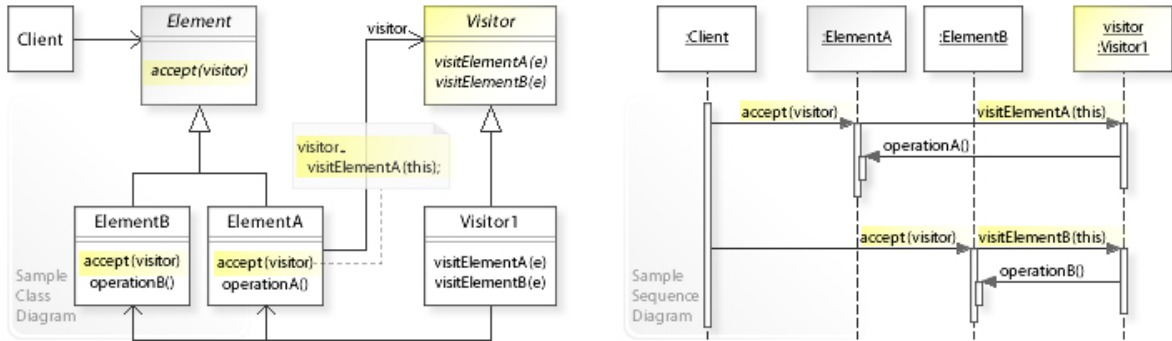 Client
Element
accept(visitor)
visitor
Visitor
visitElementA(e)
visitElementB(e)
visitor.
visitElementA(this);
ElementB
accept(visitor)
operationB()
ElementA
accept(visitor)
operationA()
Visitor1
visitElementA(e)
visitElementB(e)
Sample
Class
Diagram
:Client
:ElementA
:ElementB
visitor
:Visitor1
accept(visitor)
visitElementA(this)
operationA()
accept(visitor)
visitElementB(this)
operationB()
Sample
Sequence
Diagram